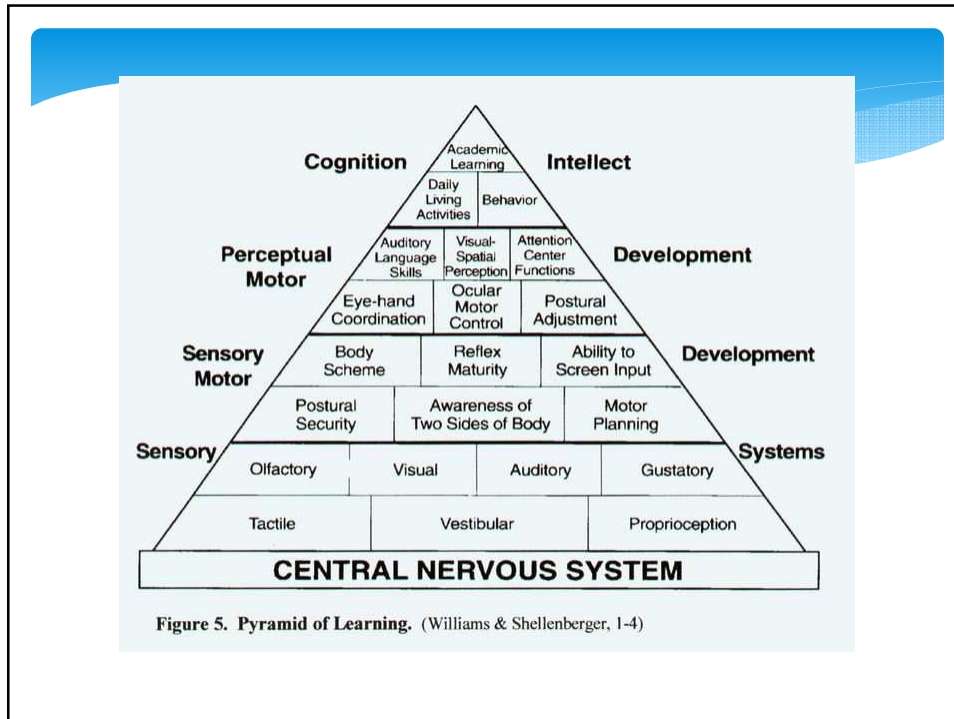 Academic
Learning
Cognition
Intellect
Daily
Living
Activities
Behavior
Perceptual
Motor
Auditory
Language
Skills
Visual-
Spatial
Perception
Attention
Center
Functions
Development
Eye-hand
Coordination
Ocular
Motor
Control
Postural
Adjustment
Sensory
Motor
Body
Scheme
Reflex
Maturity
Ability to
Screen Input
Development
Postural
Security
Awareness of
Two Sides of Body
Motor
Planning
Sensory
Systems
Olfactory
Visual
Auditory
Gustatory
Tactile
Vestibular
Proprioception
CENTRAL NERVOUS SYSTEM
Figure 5. Pyramid of Learning. (Williams & Shellenberger, 1-4)